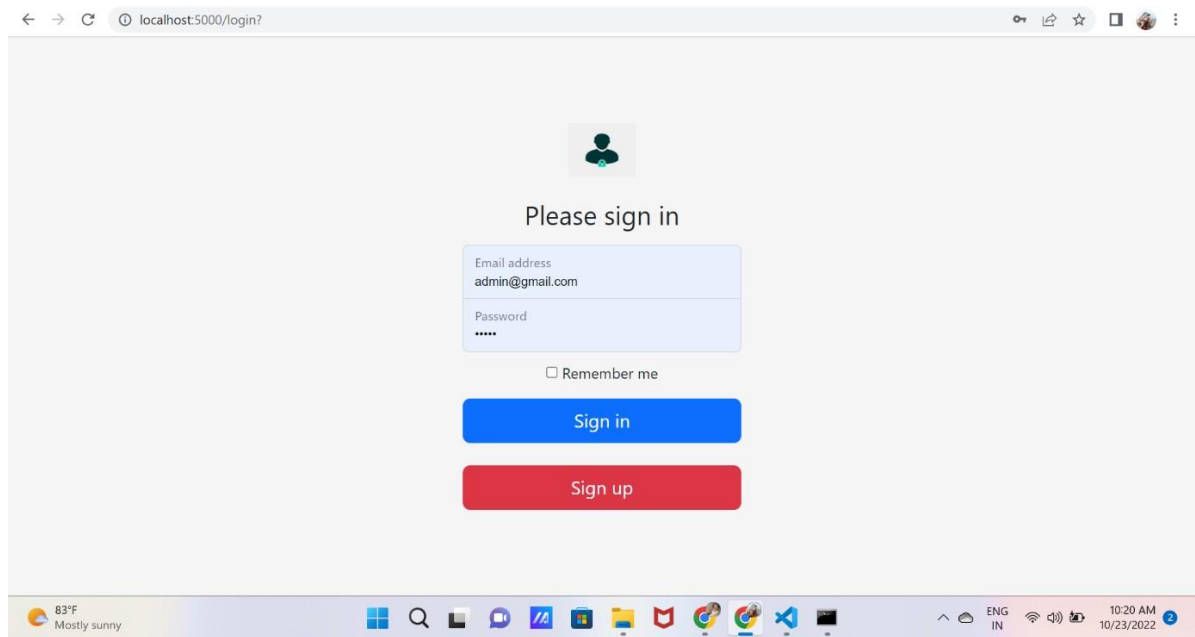 localhost:5000/login?
Please sign in
Email address
admin@gmail.com
Password
•••••
Remember me
Sign in
Sign up
83°F
Mostly sunny
ENG
IN
10:20 AM
10/23/2022
2